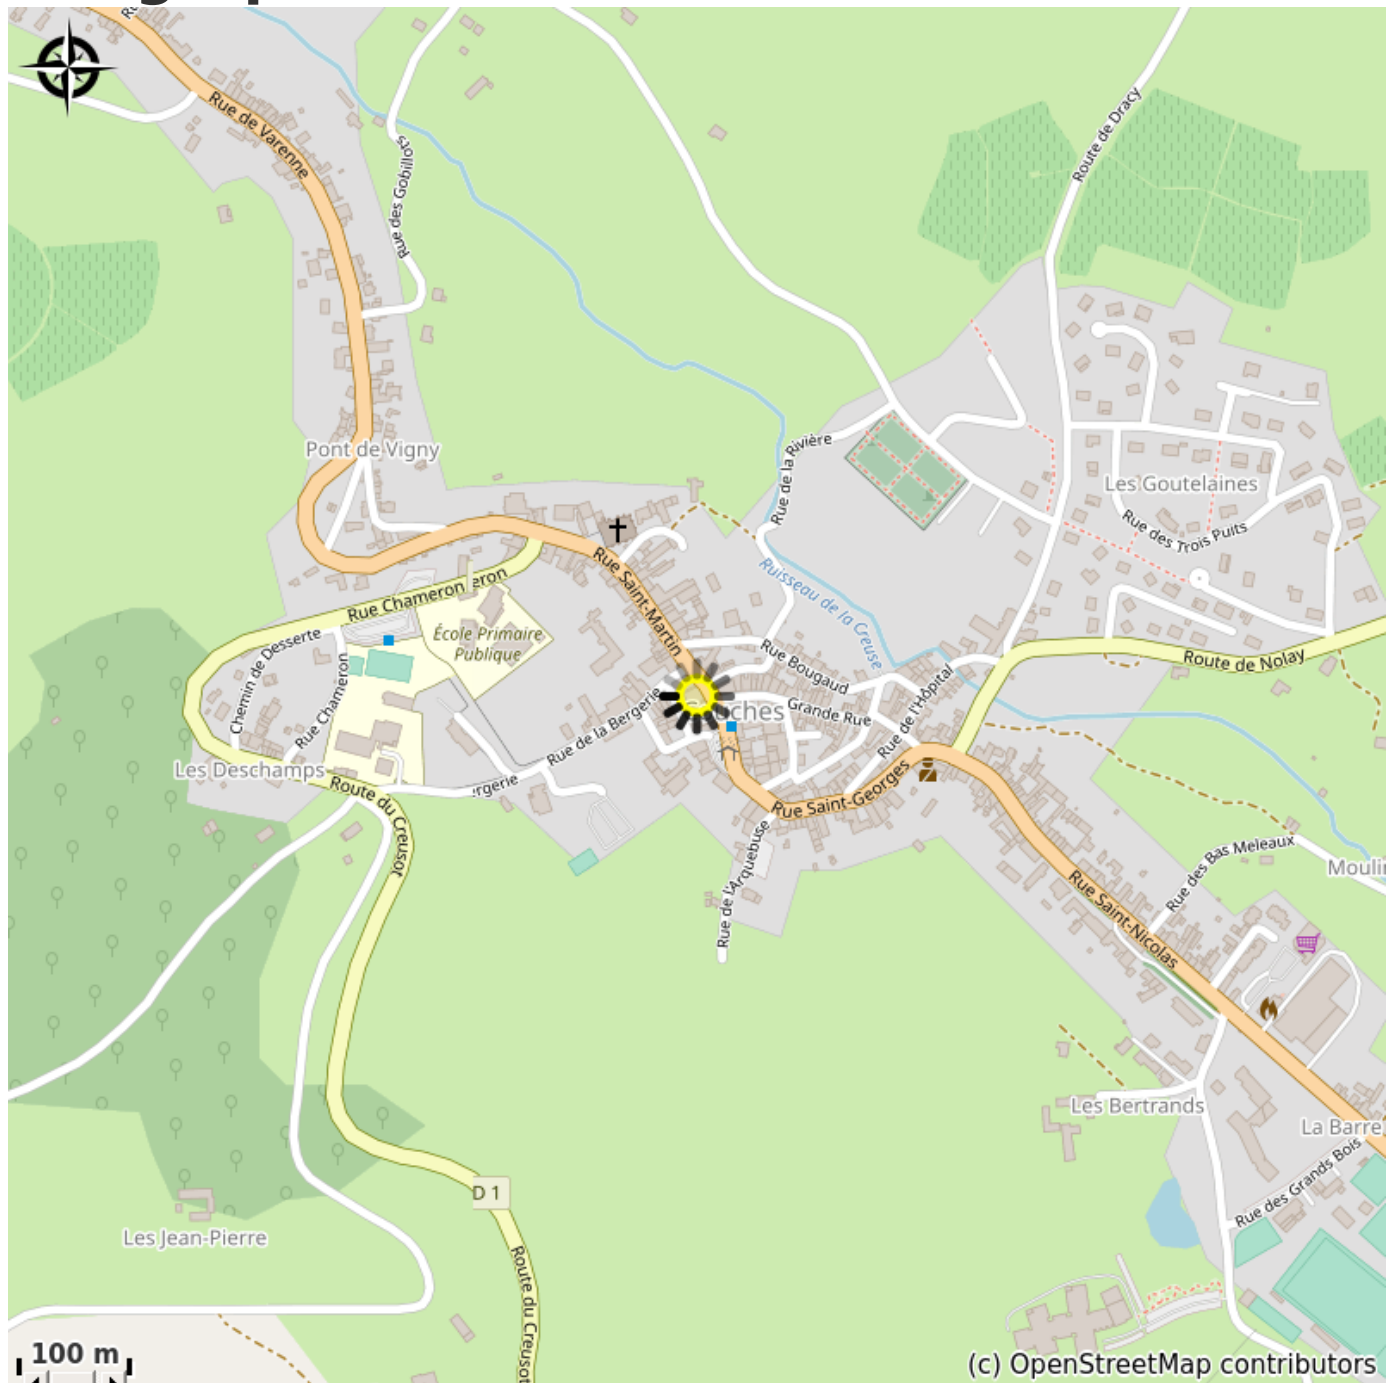 Rue de Varenne
Route de Dracy
Rue des Gobillots
Rue de la Rivière
Pont de Vigny
Les Goutelaines
Rue des Trois Puits
Rue Saint-Martin
Ruisseau de la Creuse
Rue Chameron
eron
École Primaire
Publique
Chemin de Desserte
Rue Chameron
Rue Bougaud
Route de Nolay
Rue de l'Hôpital
Rue de la Bergerie
ches
Grande Rue
Les Deschamps
Route du Creusot
rgerie
Rue Saint-Georges
Rue de l'Arquebuse
Rue des Bas Meleaux
Moulin
Rue Saint-Nicolas
Les Bertrands
La Barre
Rue des Grands Bois
D 1
Les Jean-Pierre
Route du Creusot
100 m
(c) OpenStreetMap contributors